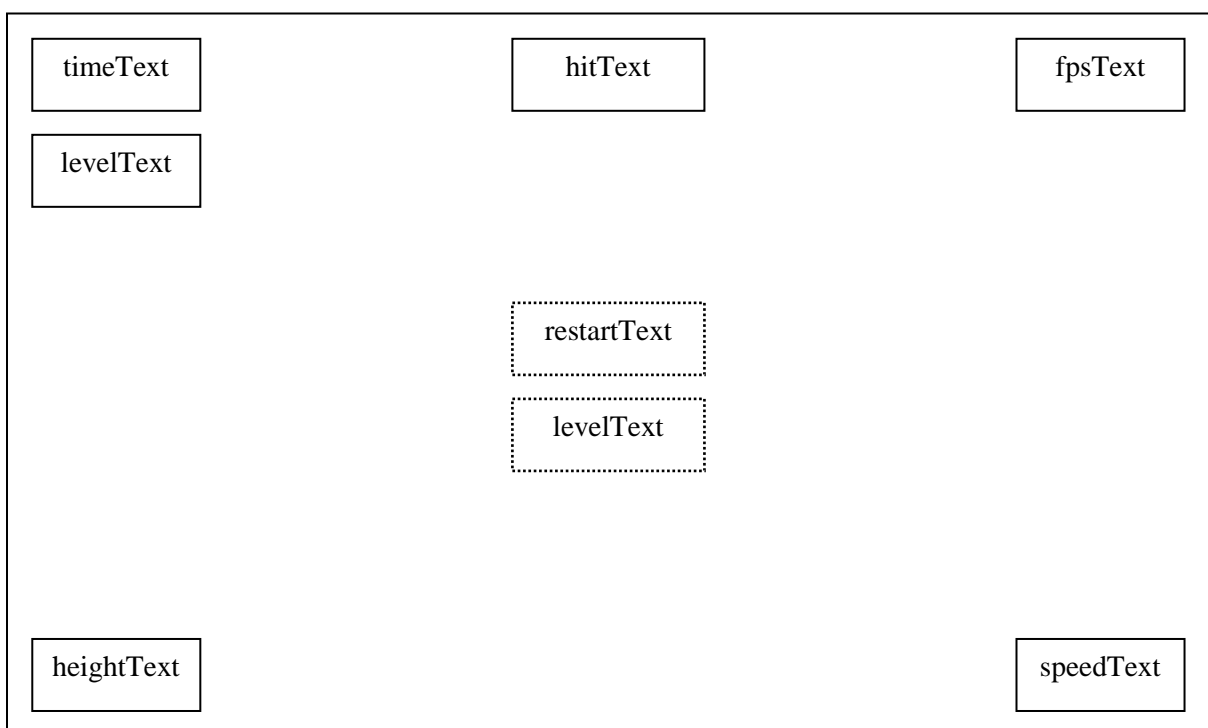 timeText
hitText
fpsText
levelText
restartText
levelText
heightText
speedText